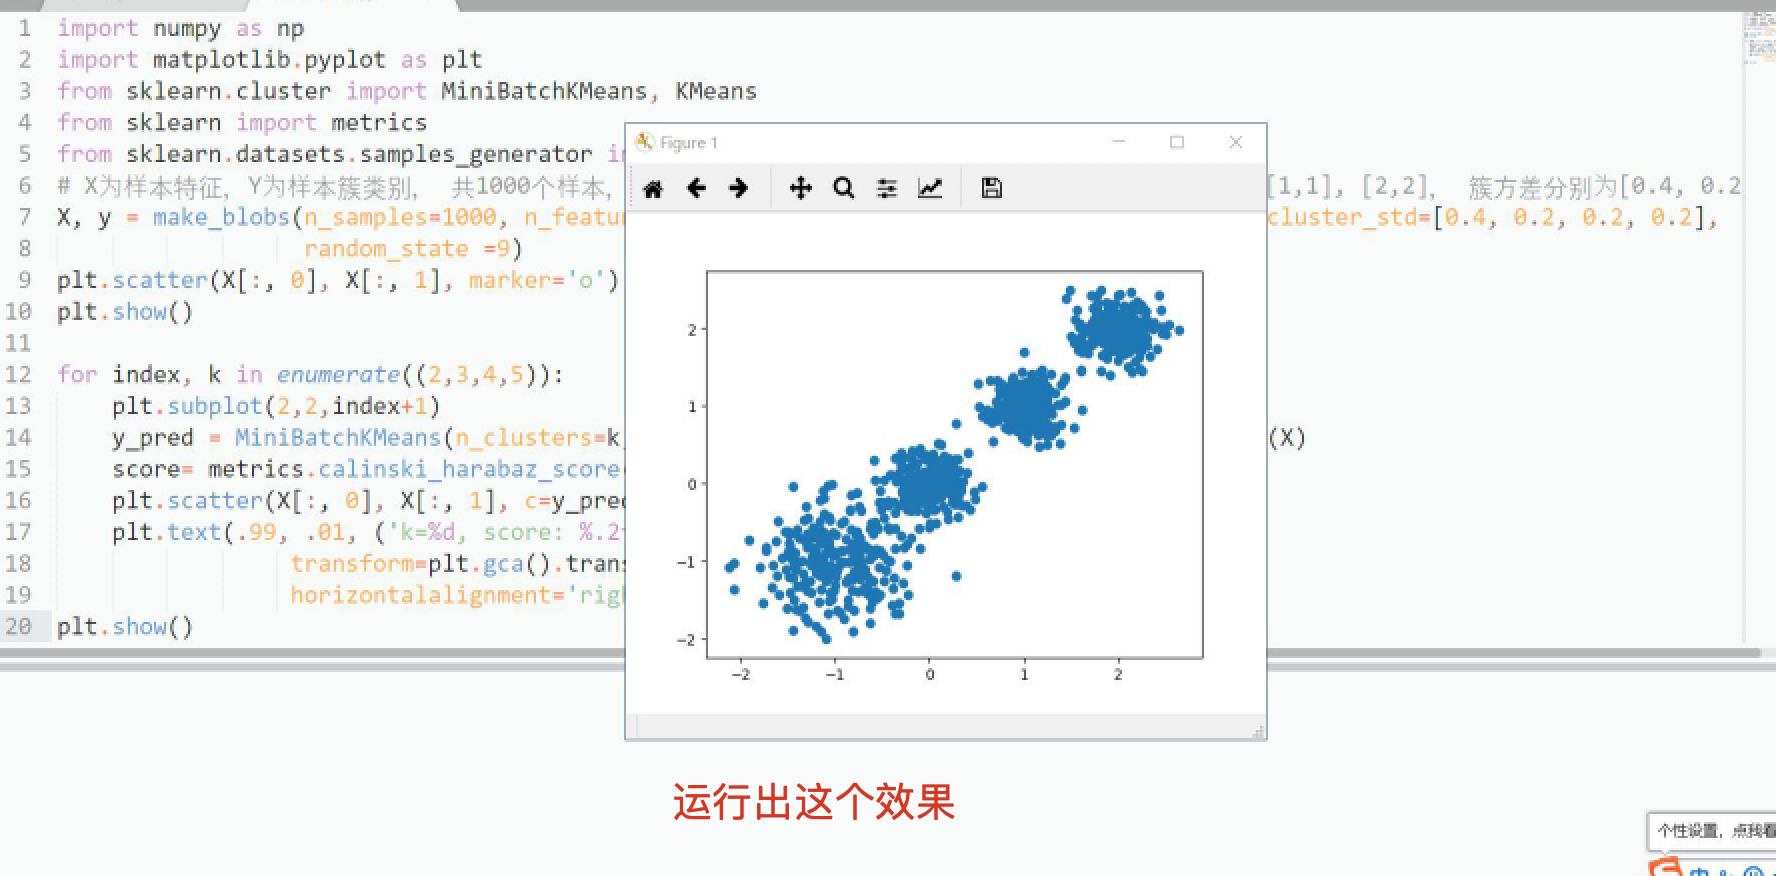 1 import numpy as np
2 import matplotlib.pyplot as plt
3 from sklearn.cluster import MiniBatchKMeans, KMeans
4 from sklearn import metrics
5 from sklearn.datasets.samples_generator
6 # X为样本特征, Y为样本簇类别, 共1000个样本, [1,1], [2,2], 簇方差分别为[0.4, 0.2
7 X, y = make_blobs(n_samples=1000, cluster_std=[0.4, 0.2, 0.2, 0.2],
8 random_state =9)
9 plt.scatter(X[:, 0], X[:, 1], marker='o')
10 plt.show()
11
12 for index, k in enumerate((2,3,4,5)):
13 plt.subplot(2,2,index+1)
14 y_pred = MiniBatchKMeans(n_clusters=k (X)
15 score= metrics.calinski_harabaz_score
16 plt.scatter(X[:, 0], X[:, 1], c=y_pred
17 plt.text(.99, .01, ('k=%d, score: %.2
18 transform=plt.gca().trans
19 horizontalalignment='righ
20 plt.show()
Figure 1
2
1
0
−1
−2
−2 −1 0 1 2
运行出这个效果
个性设置, 点我看